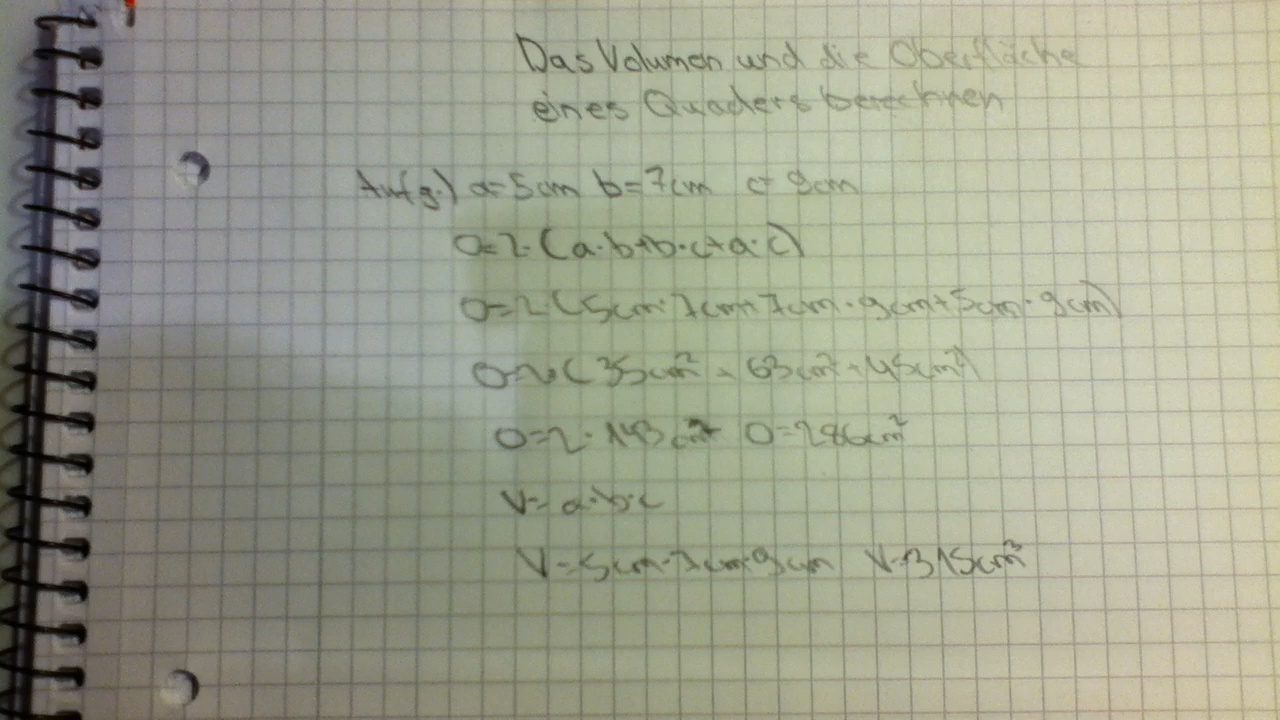 Das Volumen und die Oberfläche
eines Quaders berechnen
Aufg.) a=5cm b=7cm c= 9cm
O=2·(a·b+b·c+a·c)
O=2·(5cm·7cm+7cm·9cm+5cm·9cm)
O=2·(35cm²+63cm²+45cm²)
O=2·143cm² O=286cm²
V=a·b·c
V=5cm·7cm·9cm V=315cm³